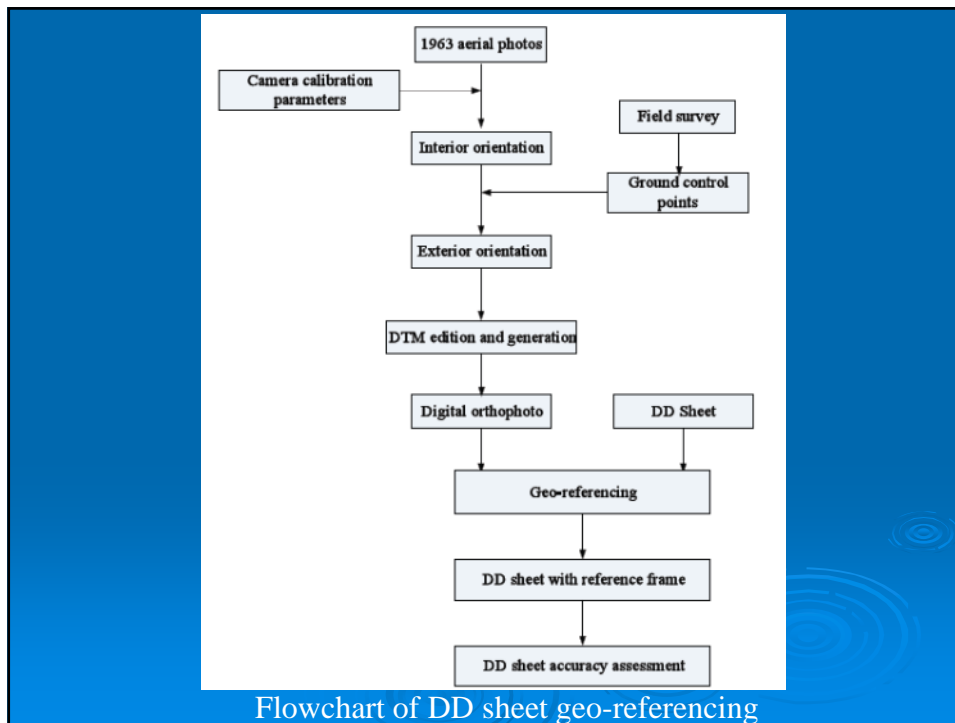 1963 aerial photos
Camera calibration
parameters
Field survey
Interior orientation
Ground control
points
Exterior orientation
DTM edition and generation
Digital orthophoto
DD Sheet
Geo-referencing
DD sheet with reference frame
DD sheet accuracy assessment
Flowchart of DD sheet geo-referencing